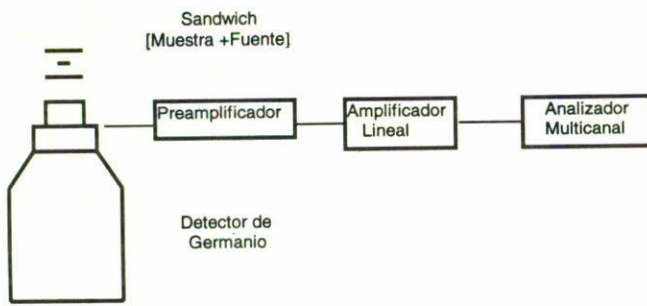 Sandwich
[Muestra +Fuente]
Preamplificador
Amplificador
Lineal
Analizador
Multicanal
Detector de
Germanio